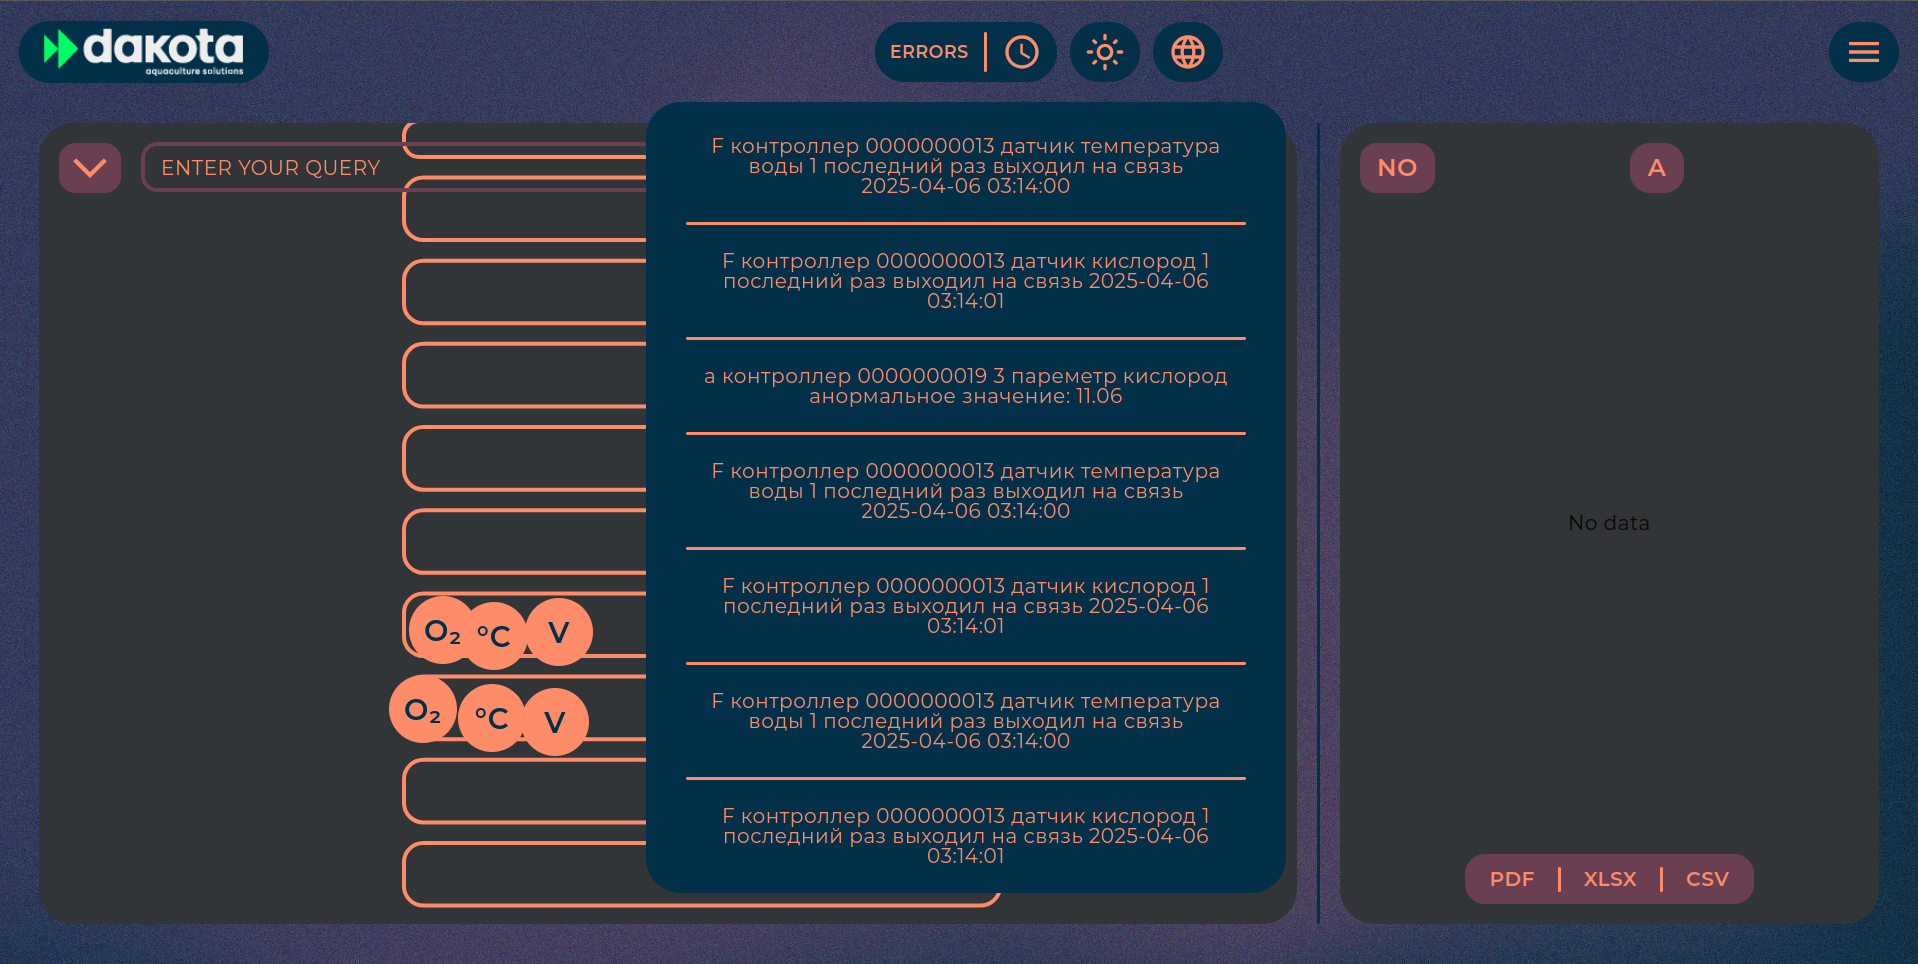 dakota
aquaculture solutions
ERRORS
ENTER YOUR QUERY
F контроллер 0000000013 датчик температура
воды 1 последний раз выходил на связь
2025-04-06 03:14:00
F контроллер 0000000013 датчик кислород 1
последний раз выходил на связь 2025-04-06
03:14:01
а контроллер 0000000019 3 пареметр кислород
анормальное значение: 11.06
F контроллер 0000000013 датчик температура
воды 1 последний раз выходил на связь
2025-04-06 03:14:00
F контроллер 0000000013 датчик кислород 1
последний раз выходил на связь 2025-04-06
03:14:01
F контроллер 0000000013 датчик температура
воды 1 последний раз выходил на связь
2025-04-06 03:14:00
F контроллер 0000000013 датчик кислород 1
последний раз выходил на связь 2025-04-06
03:14:01
O₂ °C V
O₂ °C V
NO A
No data
PDF XLSX CSV